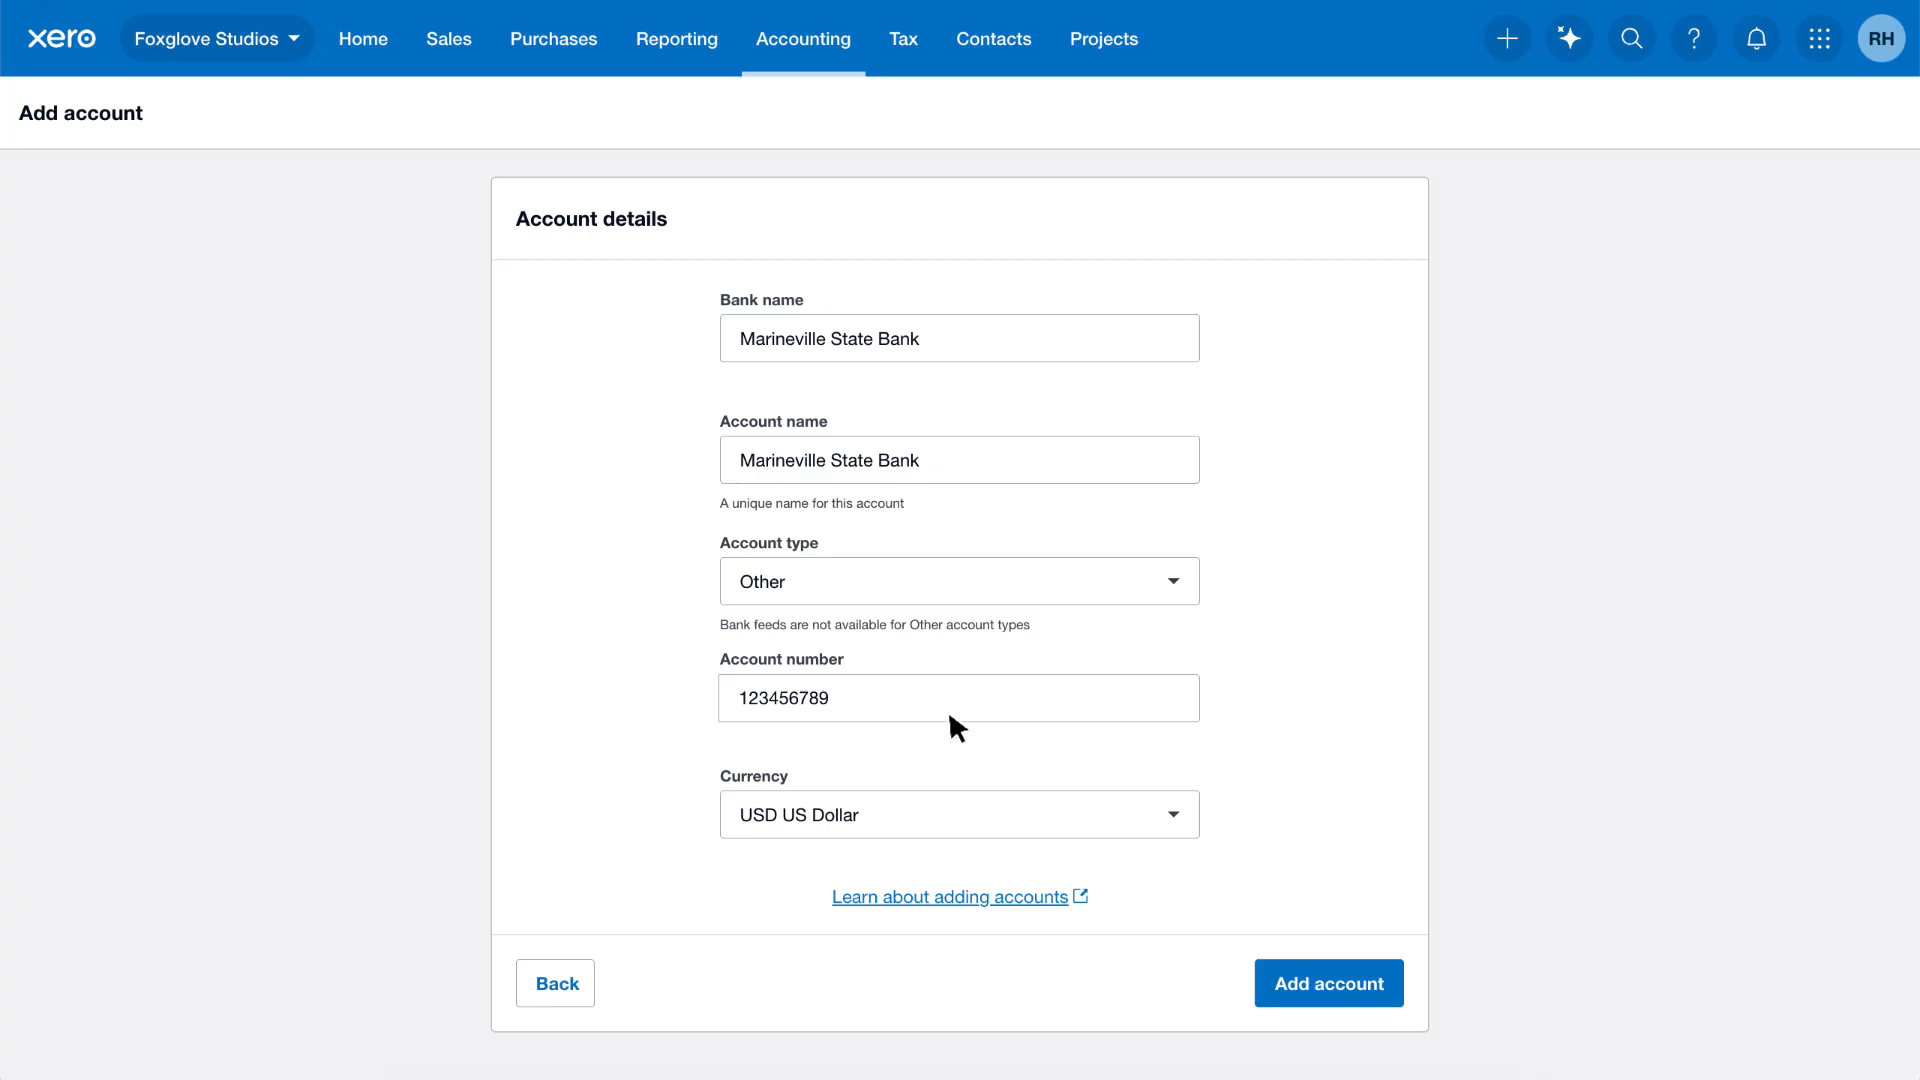 xero Foxglove Studios Home Sales Purchases Reporting Accounting Tax Contacts Projects ? RH
Add account
Account details
Bank name
Marineville State Bank
Account name
Marineville State Bank
A unique name for this account
Account type
Other
Bank feeds are not available for Other account types
Account number
123456789
Currency
USD US Dollar
Learn about adding accounts
Back Add account